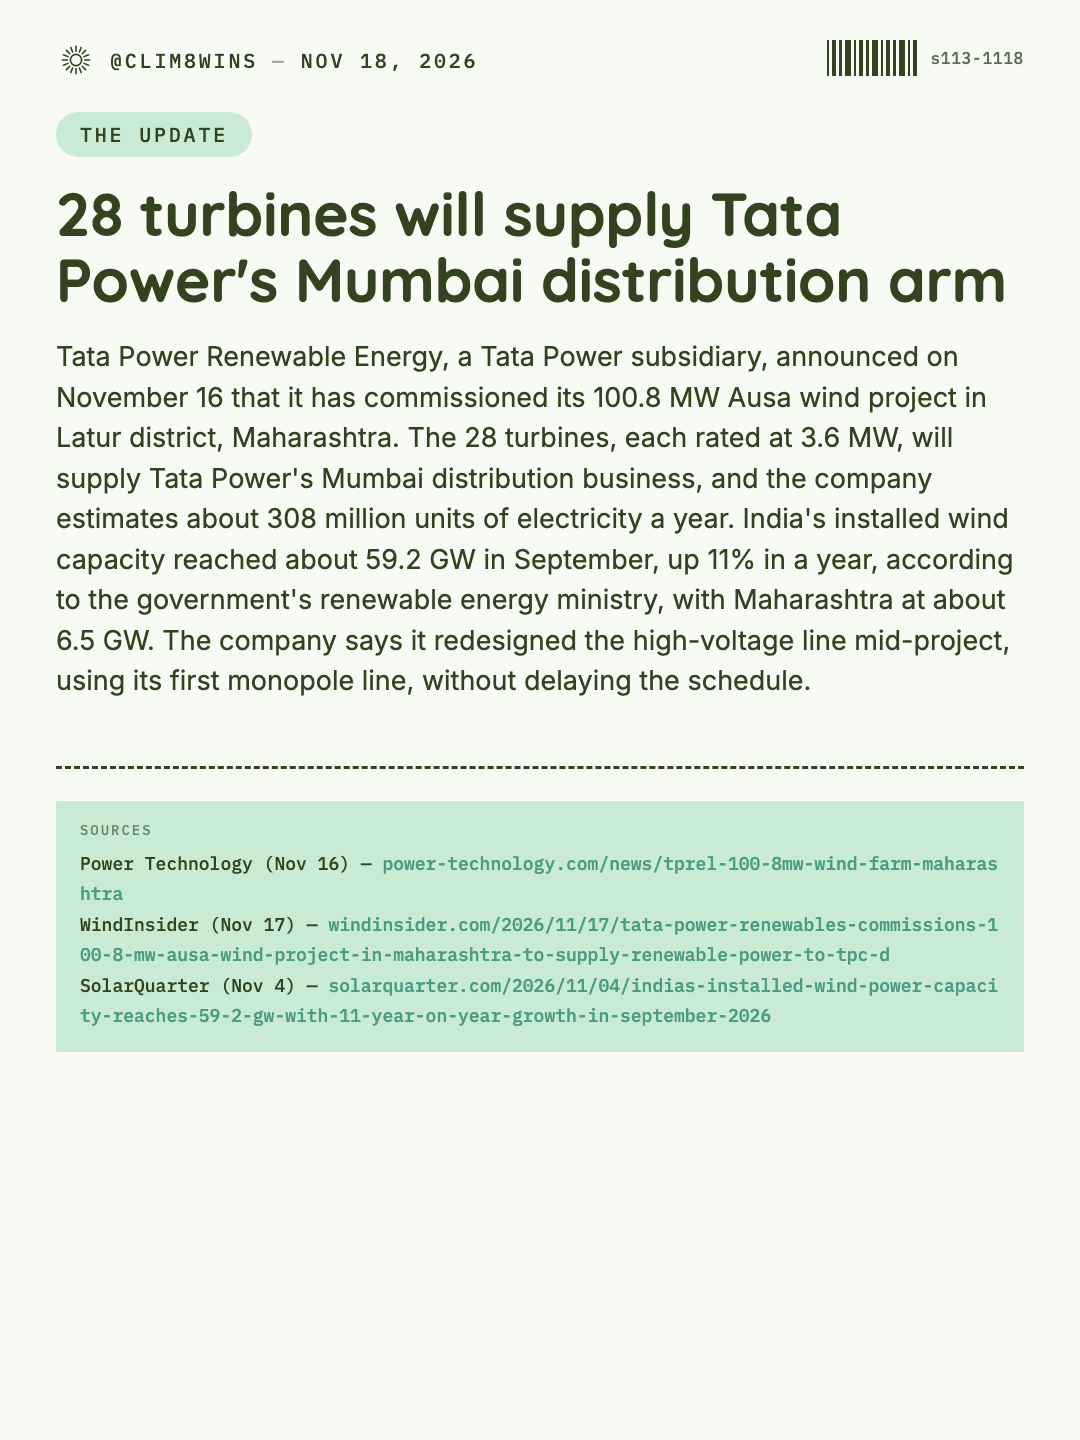 @CLIM8WINS — NOV 18, 2026
s113-1118
THE UPDATE
28 turbines will supply Tata
Power's Mumbai distribution arm
Tata Power Renewable Energy, a Tata Power subsidiary, announced on
November 16 that it has commissioned its 100.8 MW Ausa wind project in
Latur district, Maharashtra. The 28 turbines, each rated at 3.6 MW, will
supply Tata Power's Mumbai distribution business, and the company
estimates about 308 million units of electricity a year. India's installed wind
capacity reached about 59.2 GW in September, up 11% in a year, according
to the government's renewable energy ministry, with Maharashtra at about
6.5 GW. The company says it redesigned the high-voltage line mid-project,
using its first monopole line, without delaying the schedule.
SOURCES
Power Technology (Nov 16) — power-technology.com/news/tprel-100-8mw-wind-farm-maharas
htra
WindInsider (Nov 17) — windinsider.com/2026/11/17/tata-power-renewables-commissions-1
00-8-mw-ausa-wind-project-in-maharashtra-to-supply-renewable-power-to-tpc-d
SolarQuarter (Nov 4) — solarquarter.com/2026/11/04/indias-installed-wind-power-capaci
ty-reaches-59-2-gw-with-11-year-on-year-growth-in-september-2026